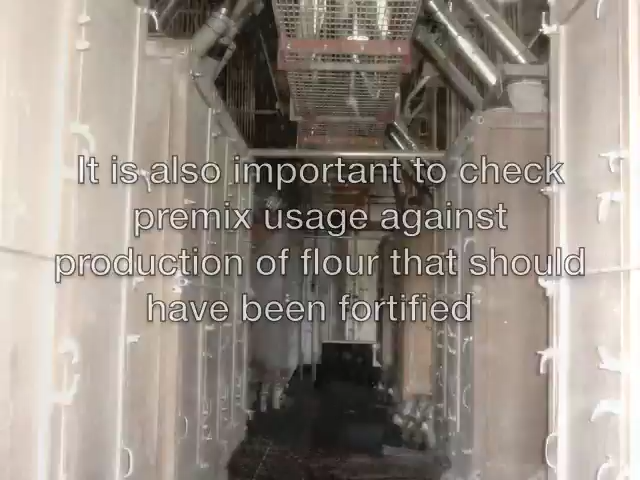 It is also important to check
premix usage against
production of flour that should
have been fortified